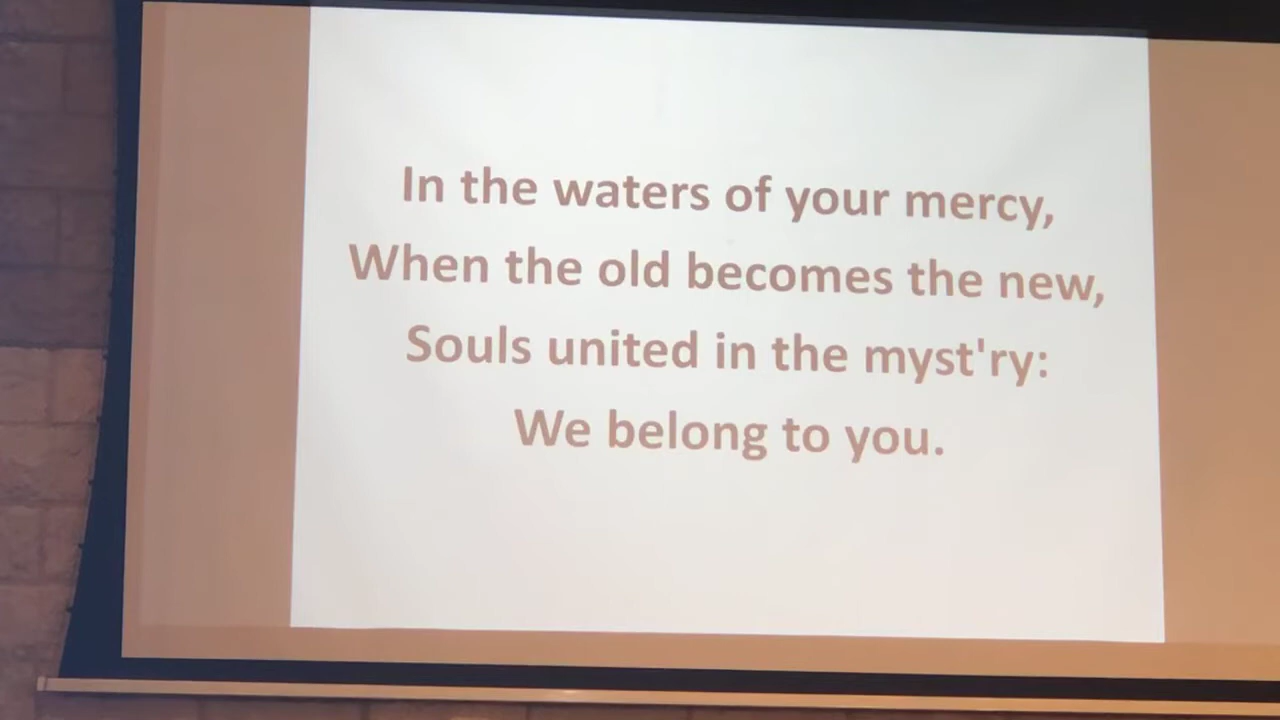 In the waters of your mercy,
When the old becomes the new,
Souls united in the myst'ry:
We belong to you.